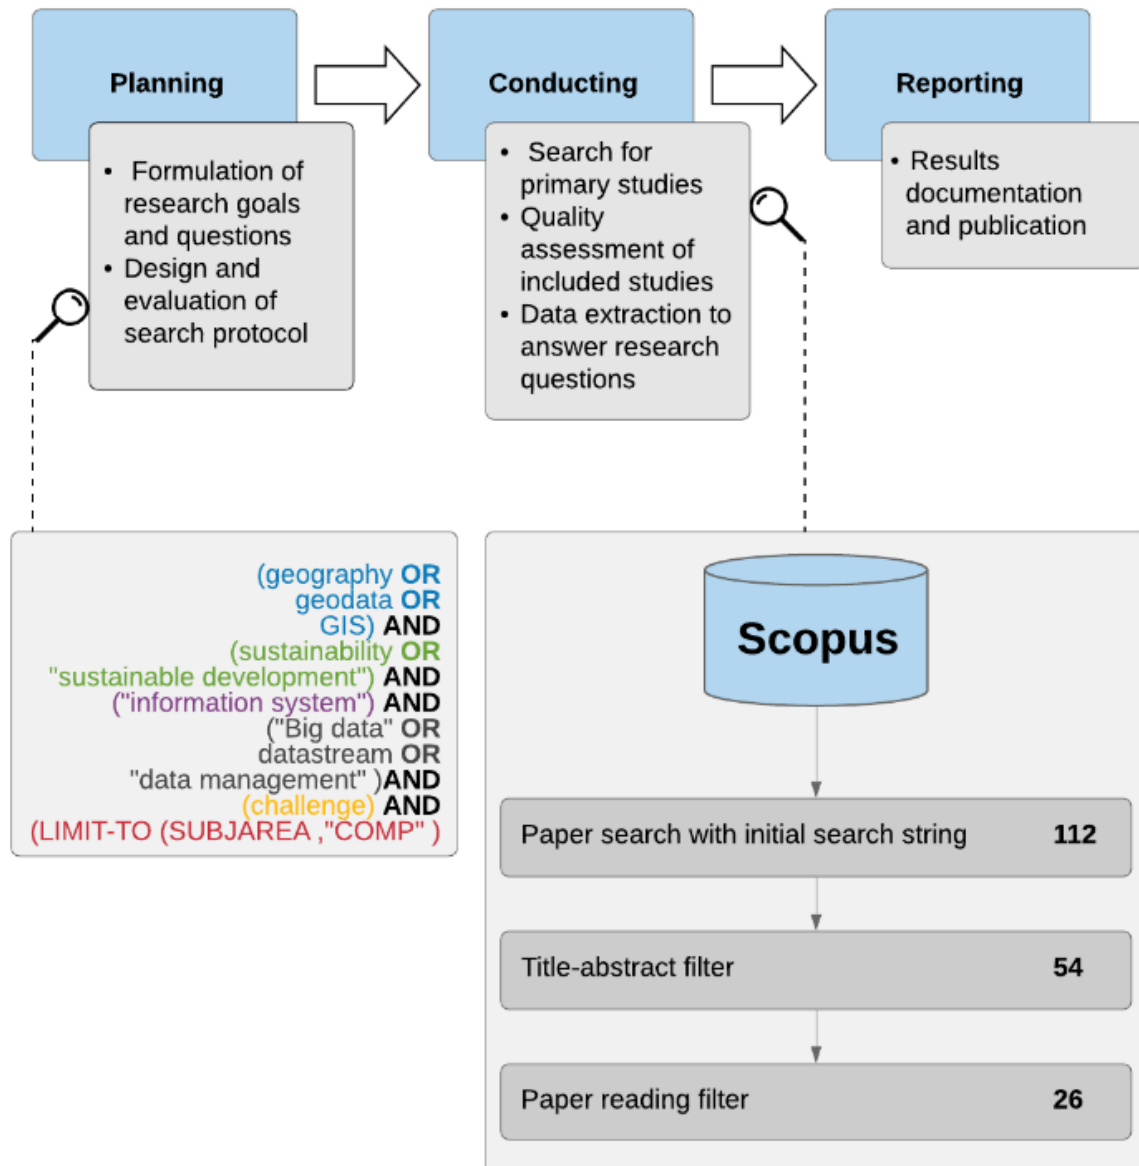 Planning
Conducting
Reporting
• Formulation of
research goals
and questions
• Design and
evaluation of
search protocol
• Search for
primary studies
• Quality
assessment of
included studies
• Data extraction to
answer research
questions
• Results
documentation
and publication
(geography OR
geodata OR
GIS) AND
(sustainability OR
"sustainable development") AND
("information system") AND
("Big data" OR
datastream OR
"data management" )AND
(challenge) AND
(LIMIT-TO (SUBJAREA ,"COMP" )
Scopus
Paper search with initial search string 112
Title-abstract filter 54
Paper reading filter 26